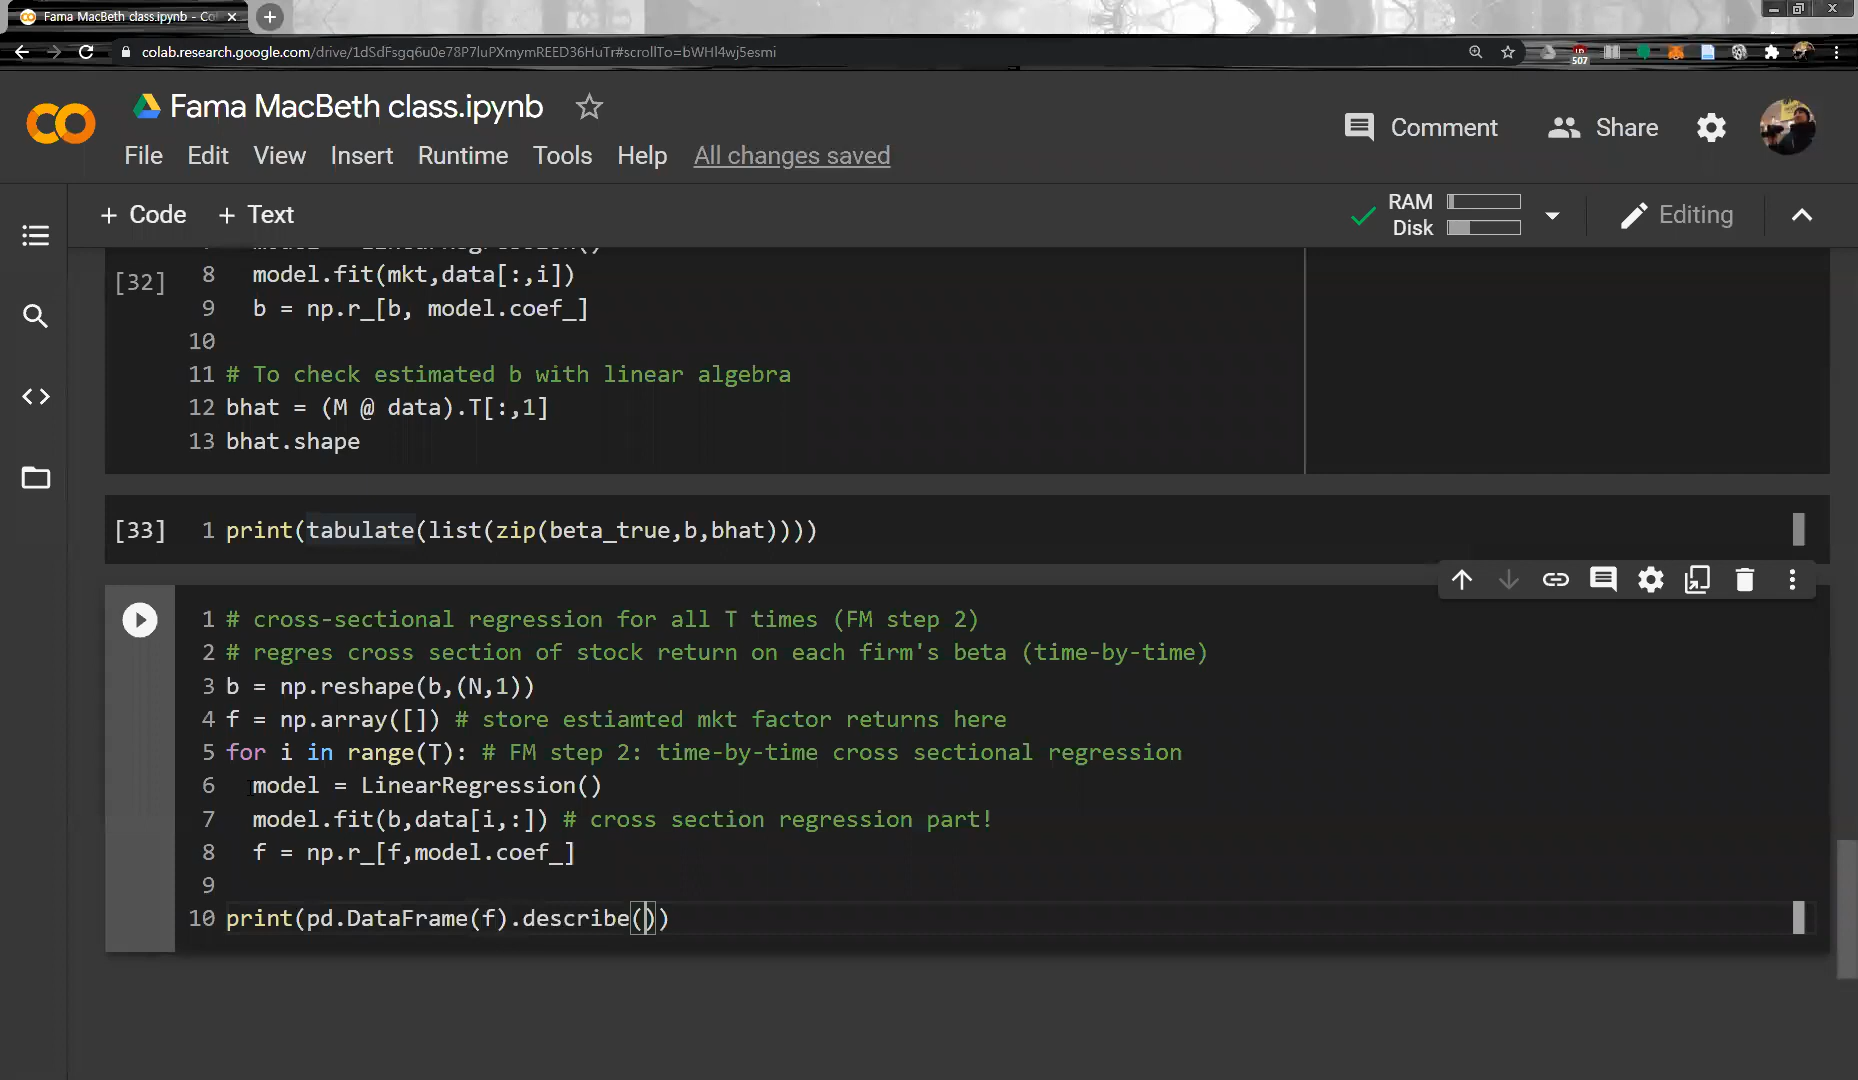 Fama MacBeth class.ipynb - Co
colab.research.google.com/drive/1dSdFsgq6u0e78P7luPXmymREED36HuTr#scrollTo=bWHl4wj5esmi
507
Fama MacBeth class.ipynb
Comment
Share
File Edit View Insert Runtime Tools Help All changes saved
+ Code + Text
RAM
Disk
Editing
[32]
8 model.fit(mkt,data[:,i])
9 b = np.r_[b, model.coef_]
10
11 # To check estimated b with linear algebra
12 bhat = (M @ data).T[:,1]
13 bhat.shape
[33] 1 print(tabulate(list(zip(beta_true,b,bhat))))
1 # cross-sectional regression for all T times (FM step 2)
2 # regres cross section of stock return on each firm's beta (time-by-time)
3 b = np.reshape(b,(N,1))
4 f = np.array([]) # store estiamted mkt factor returns here
5 for i in range(T): # FM step 2: time-by-time cross sectional regression
6 model = LinearRegression()
7 model.fit(b,data[i,:]) # cross section regression part!
8 f = np.r_[f,model.coef_]
9
10 print(pd.DataFrame(f).describe())